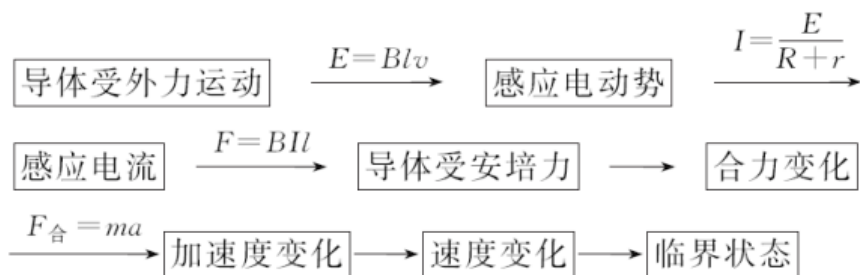 导体受外力运动 E=Blv 感应电动势 I=E/(R+r)
感应电流 F=BIl 导体受安培力 合力变化
F合=ma 加速度变化 速度变化 临界状态